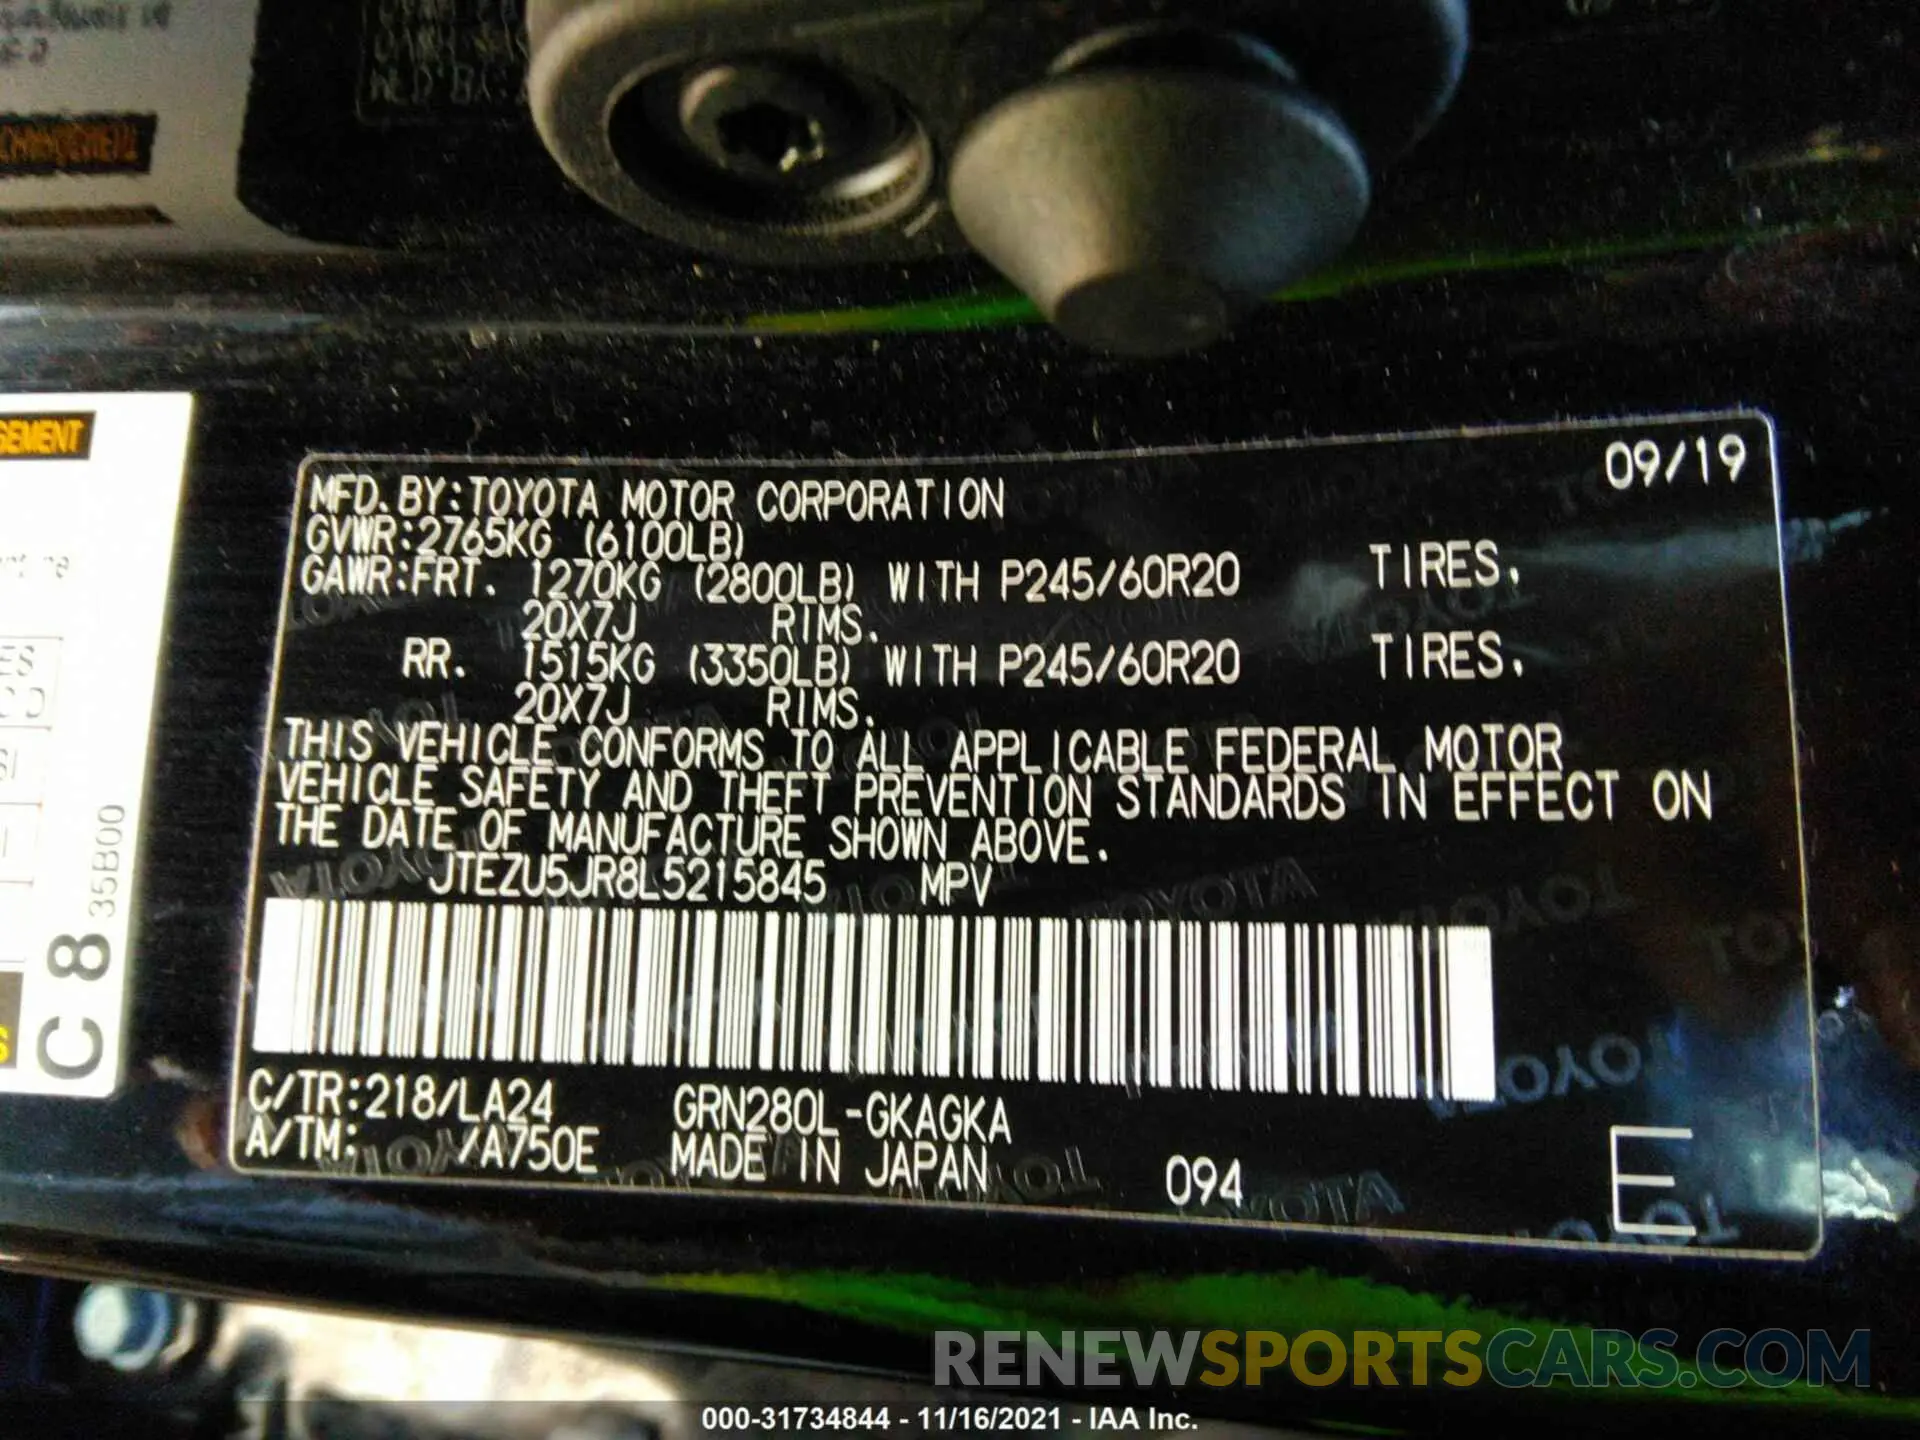 GEMENT
35B00
C 8
09/19
MFD.BY:TOYOTA MOTOR CORPORATION
GVWR:2765KG (6100LB)
GAWR:FRT. 1270KG (2800LB) WITH P245/60R20 TIRES,
20X7J RIMS.
RR. 1515KG (3350LB) WITH P245/60R20 TIRES,
20X7J RIMS.
THIS VEHICLE CONFORMS TO ALL APPLICABLE FEDERAL MOTOR
VEHICLE SAFETY AND THEFT PREVENTION STANDARDS IN EFFECT ON
THE DATE OF MANUFACTURE SHOWN ABOVE.
JTEZU5JR8L5215845 MPV
C/TR:218/LA24 GRN280L-GKAGKA
A/TM: /A750E MADE IN JAPAN 094 E
RENEWSPORTSCARS.COM
000-31734844 - 11/16/2021 - IAA Inc.